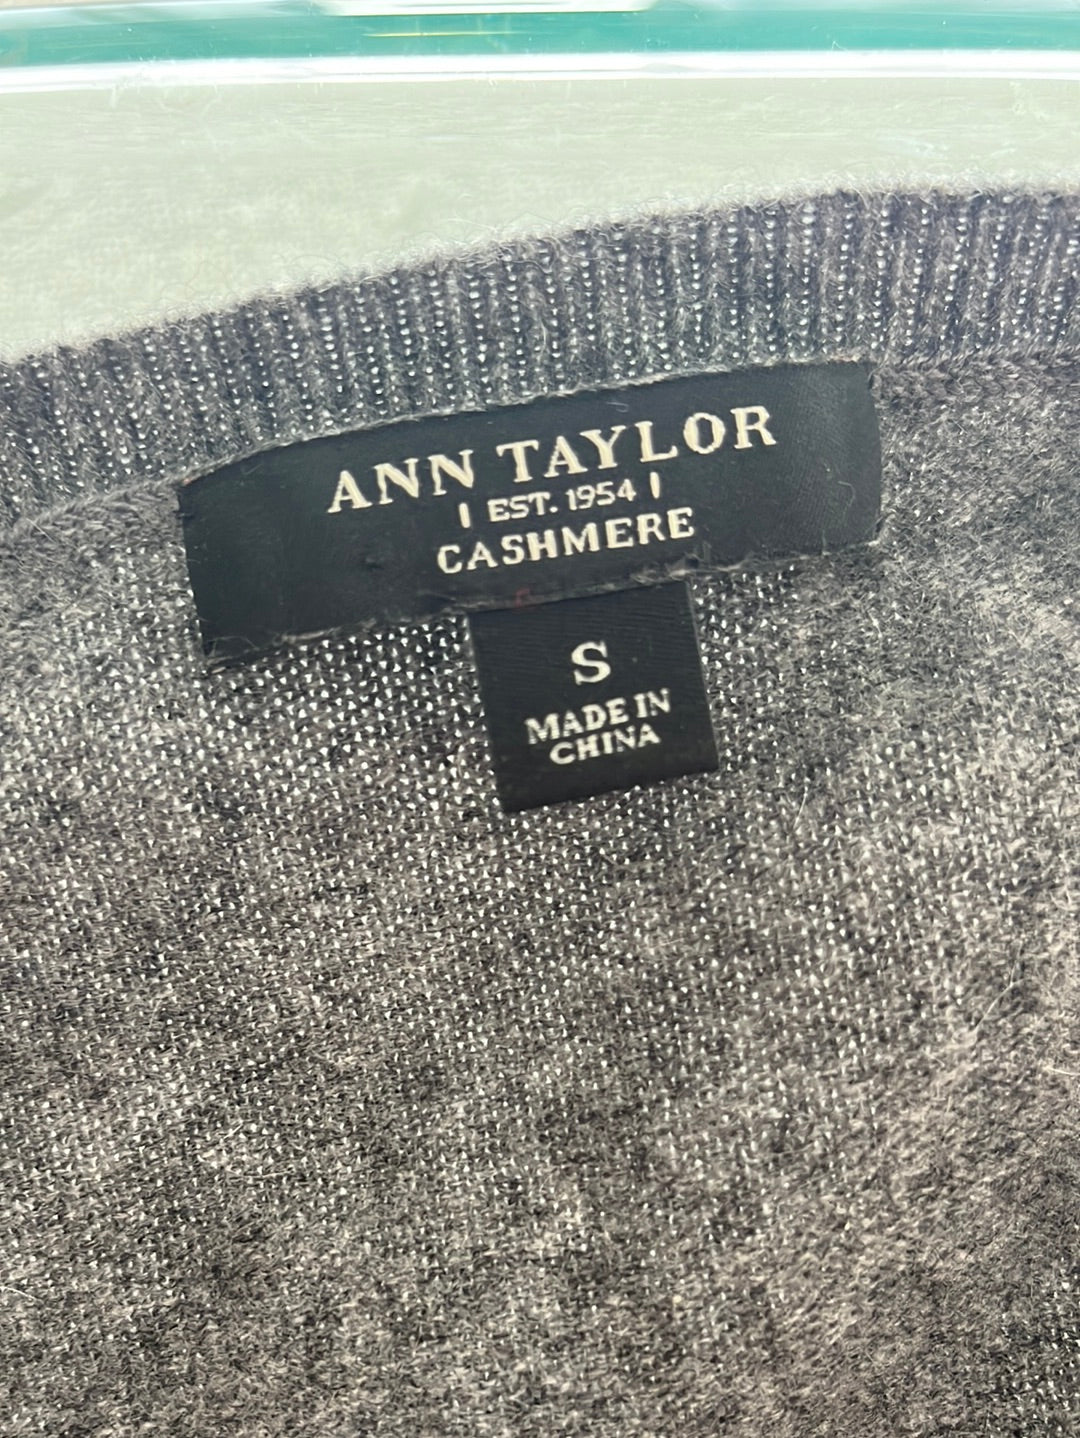 ANN TAYLOR
| EST. 1954 |
CASHMERE
S
MADE IN
CHINA